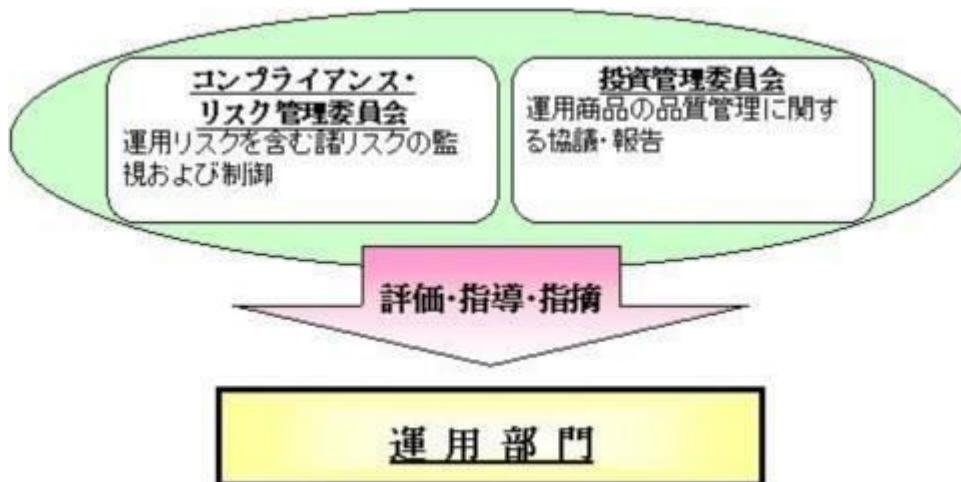 コンプライアンス・
リスク管理委員会
運用リスクを含む諸リスクの監
視および制御
投資管理委員会
運用商品の品質管理に関す
る協議・報告
評価・指導・指摘
運用部門